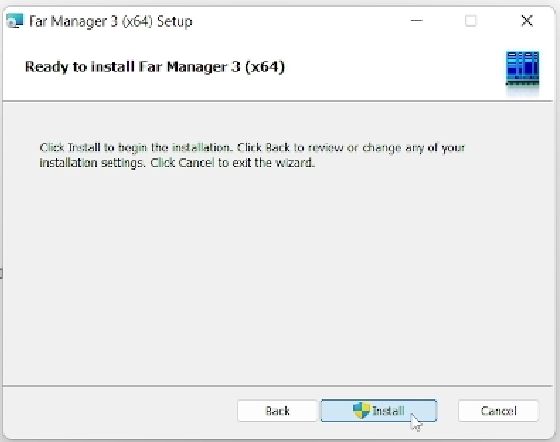 Far Manager 3 (x64) Setup
Ready to install Far Manager 3 (x64)
Click Install to begin the installation. Click Back to review or change any of your
installation settings. Click Cancel to exit the wizard.
Back
Install
Cancel